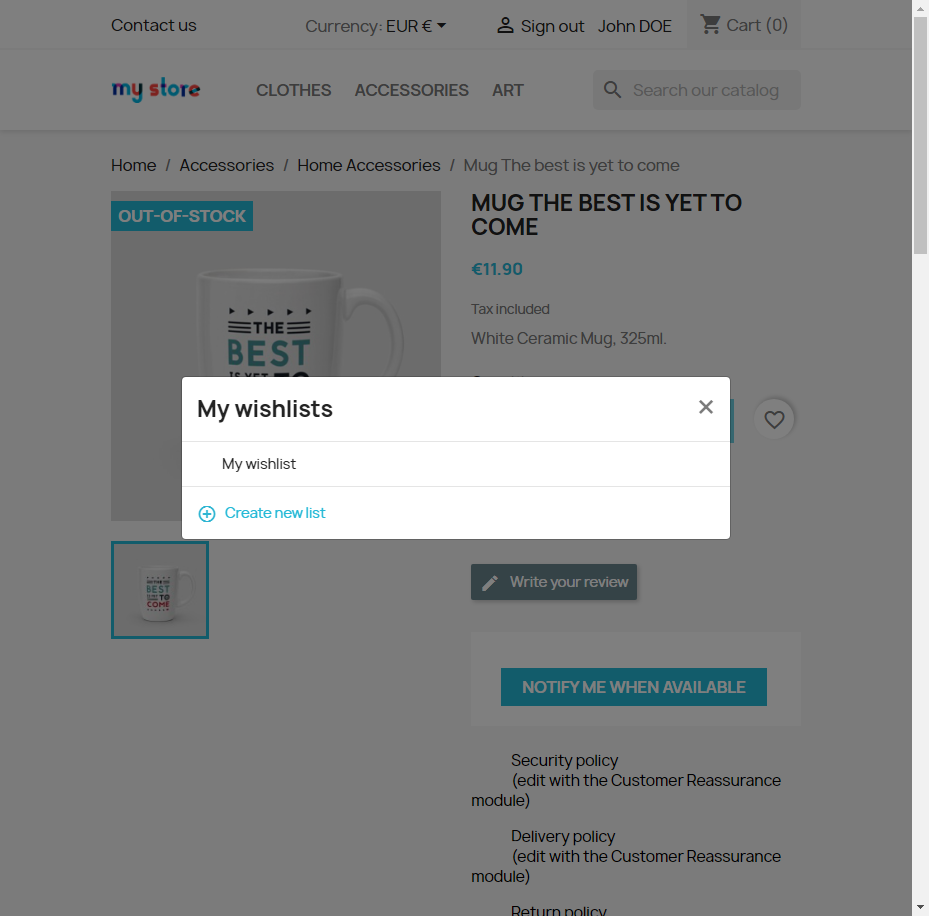 Contact us
Currency: EUR €
Sign out
John DOE
Cart (0)
my store
CLOTHES
ACCESSORIES
ART
Search our catalog
Home / Accessories / Home Accessories / Mug The best is yet to come
OUT-OF-STOCK
THE
BEST
MUG THE BEST IS YET TO
COME
€11.90
Tax included
White Ceramic Mug, 325ml.
My wishlists
My wishlist
Create new list
BEST
TO
COME
Write your review
NOTIFY ME WHEN AVAILABLE
Security policy
(edit with the Customer Reassurance
module)
Delivery policy
(edit with the Customer Reassurance
module)
Return policy